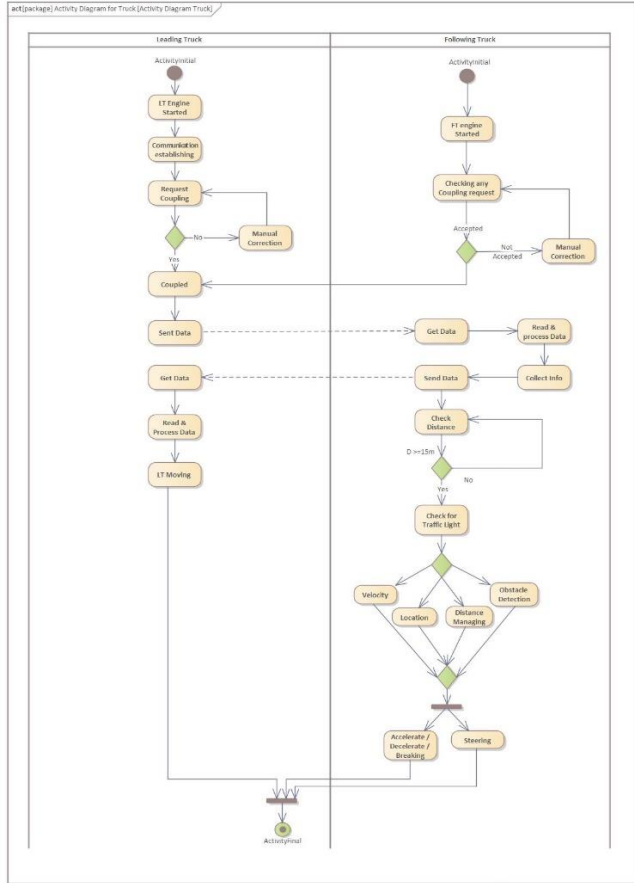 act[package] Activity Diagram for Truck [Activity Diagram Truck]
Leading Truck
Following Truck
ActivityInitial
LT Engine
Started
Communication
establishing
Request
Coupling
No
Manual
Correction
Yes
Coupled
Sent Data
Get Data
Read &
Process Data
LT Moving
ActivityInitial
FT engine
Started
Checking any
Coupling request
Accepted
Not
Accepted
Manual
Correction
Get Data
Read &
process Data
Collect Info
Send Data
Check
Distance
D >=15m
No
Yes
Check for
Traffic Light
Velocity
Location
Distance
Managing
Obstacle
Detection
Accelerate /
Decelerate /
Breaking
Steering
ActivityFinal